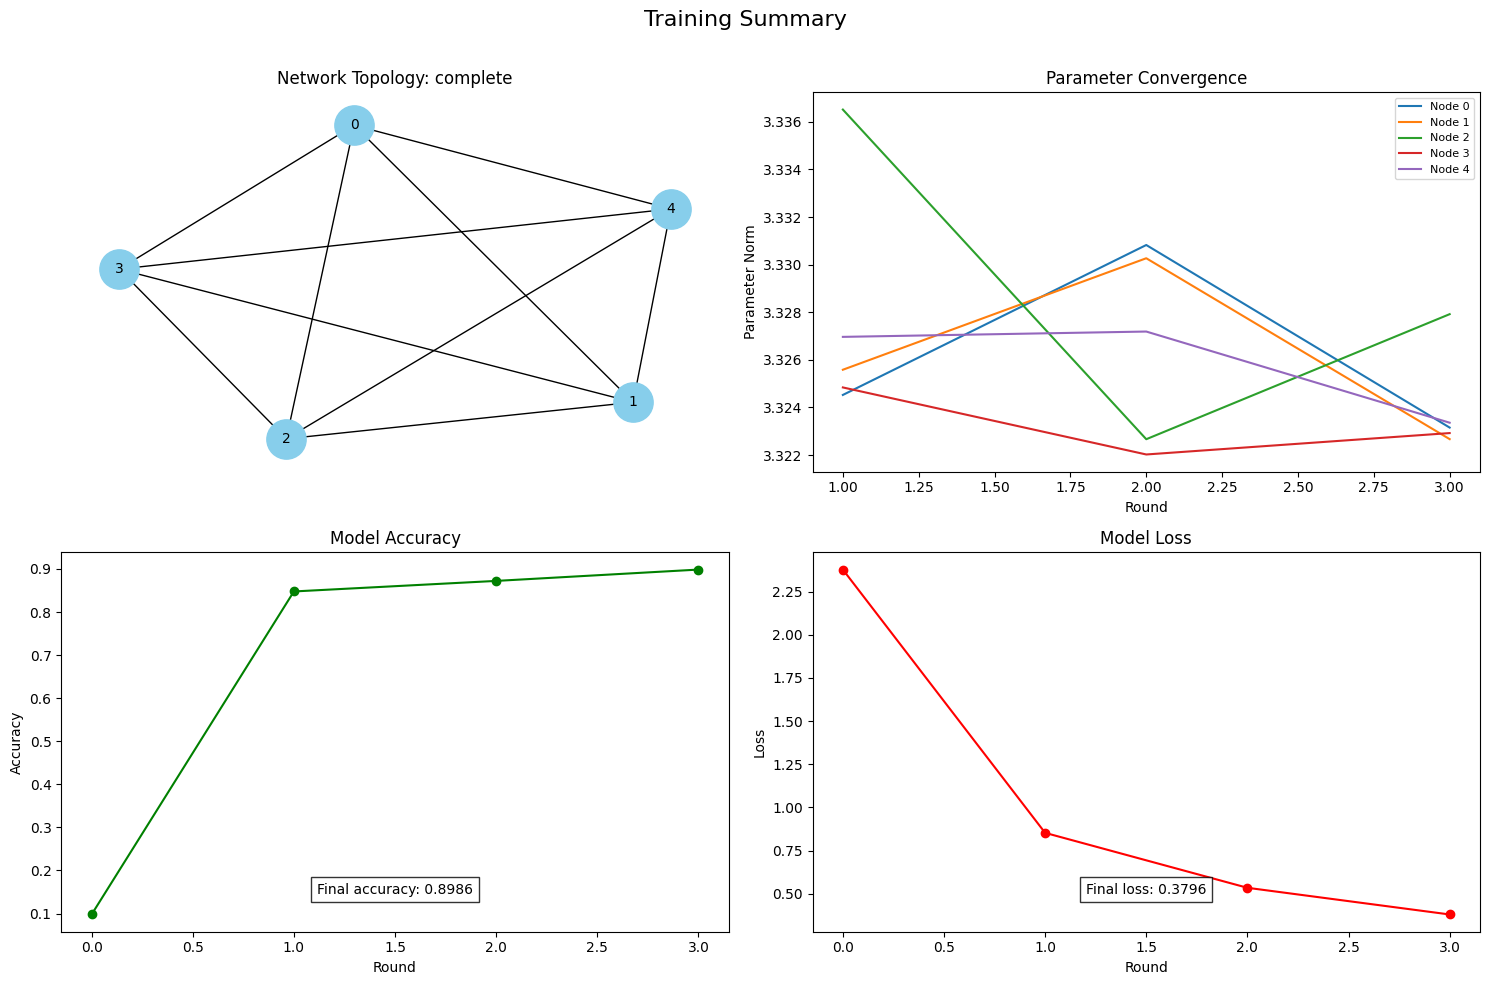 Training Summary
Network Topology: complete
0
4
3
1
2
Parameter Convergence
Node 0
Node 1
Node 2
Node 3
Node 4
Parameter Norm
3.336
3.334
3.332
3.330
3.328
3.326
3.324
3.322
1.00 1.25 1.50 1.75 2.00 2.25 2.50 2.75 3.00
Round
Model Accuracy
Accuracy
0.9
0.8
0.7
0.6
0.5
0.4
0.3
0.2
0.1
Final accuracy: 0.8986
0.0 0.5 1.0 1.5 2.0 2.5 3.0
Round
Model Loss
Loss
2.25
2.00
1.75
1.50
1.25
1.00
0.75
0.50
Final loss: 0.3796
0.0 0.5 1.0 1.5 2.0 2.5 3.0
Round